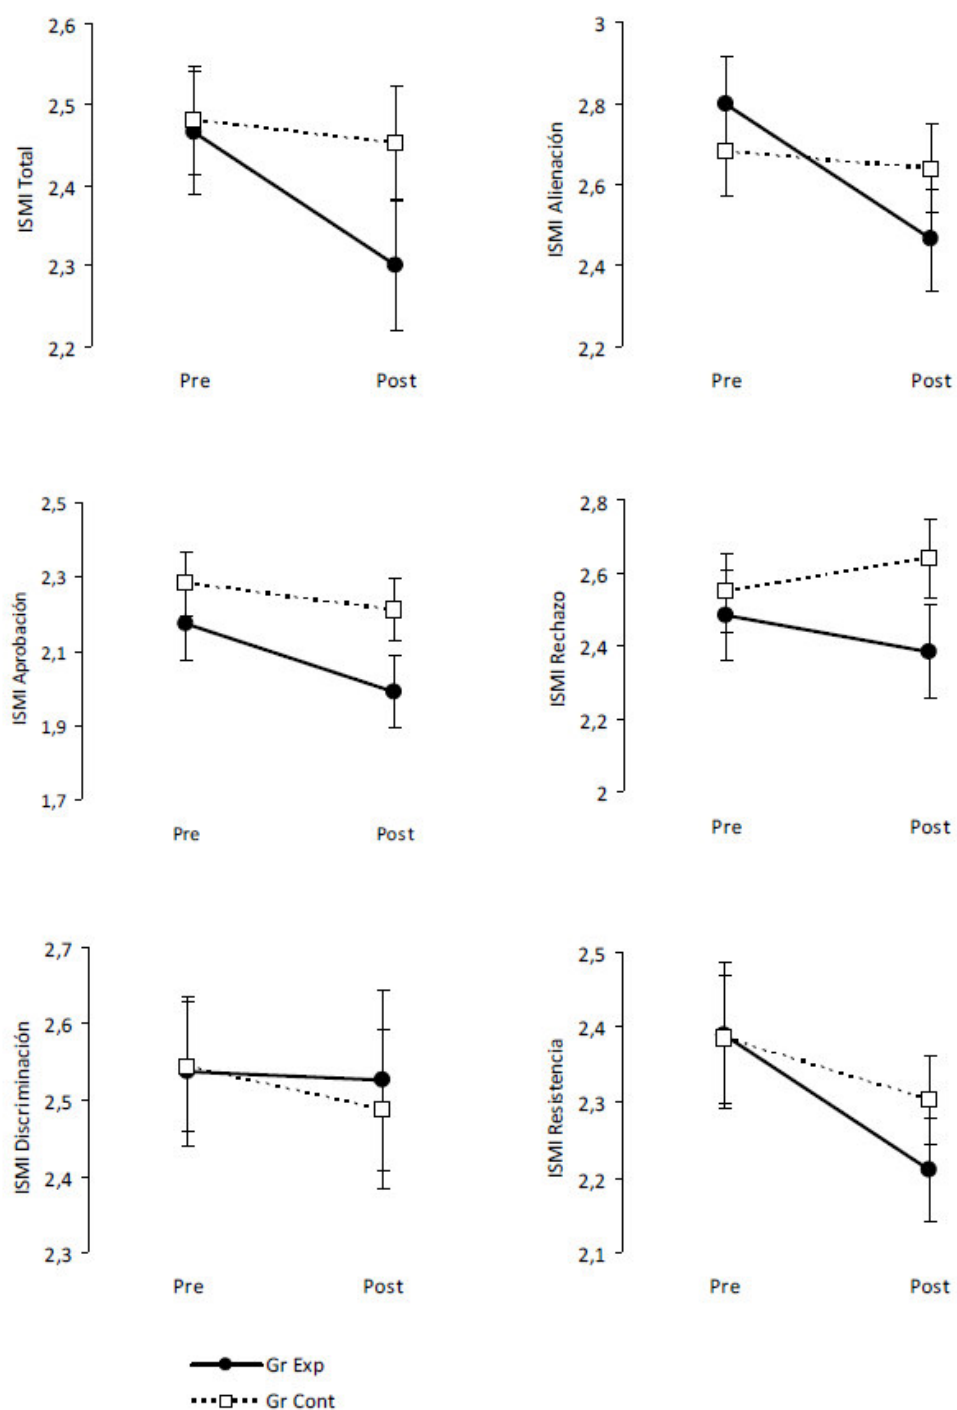 ISMI Total
2,6
2,5
2,4
2,3
2,2
Pre Post
ISMI Alienación
3
2,8
2,6
2,4
2,2
Pre Post
ISMI Aprobación
2,5
2,3
2,1
1,9
1,7
Pre Post
ISMI Rechazo
2,8
2,6
2,4
2,2
2
Pre Post
ISMI Discriminación
2,7
2,6
2,5
2,4
2,3
Pre Post
ISMI Resistencia
2,5
2,4
2,3
2,2
2,1
Pre Post
Gr Exp
Gr Cont